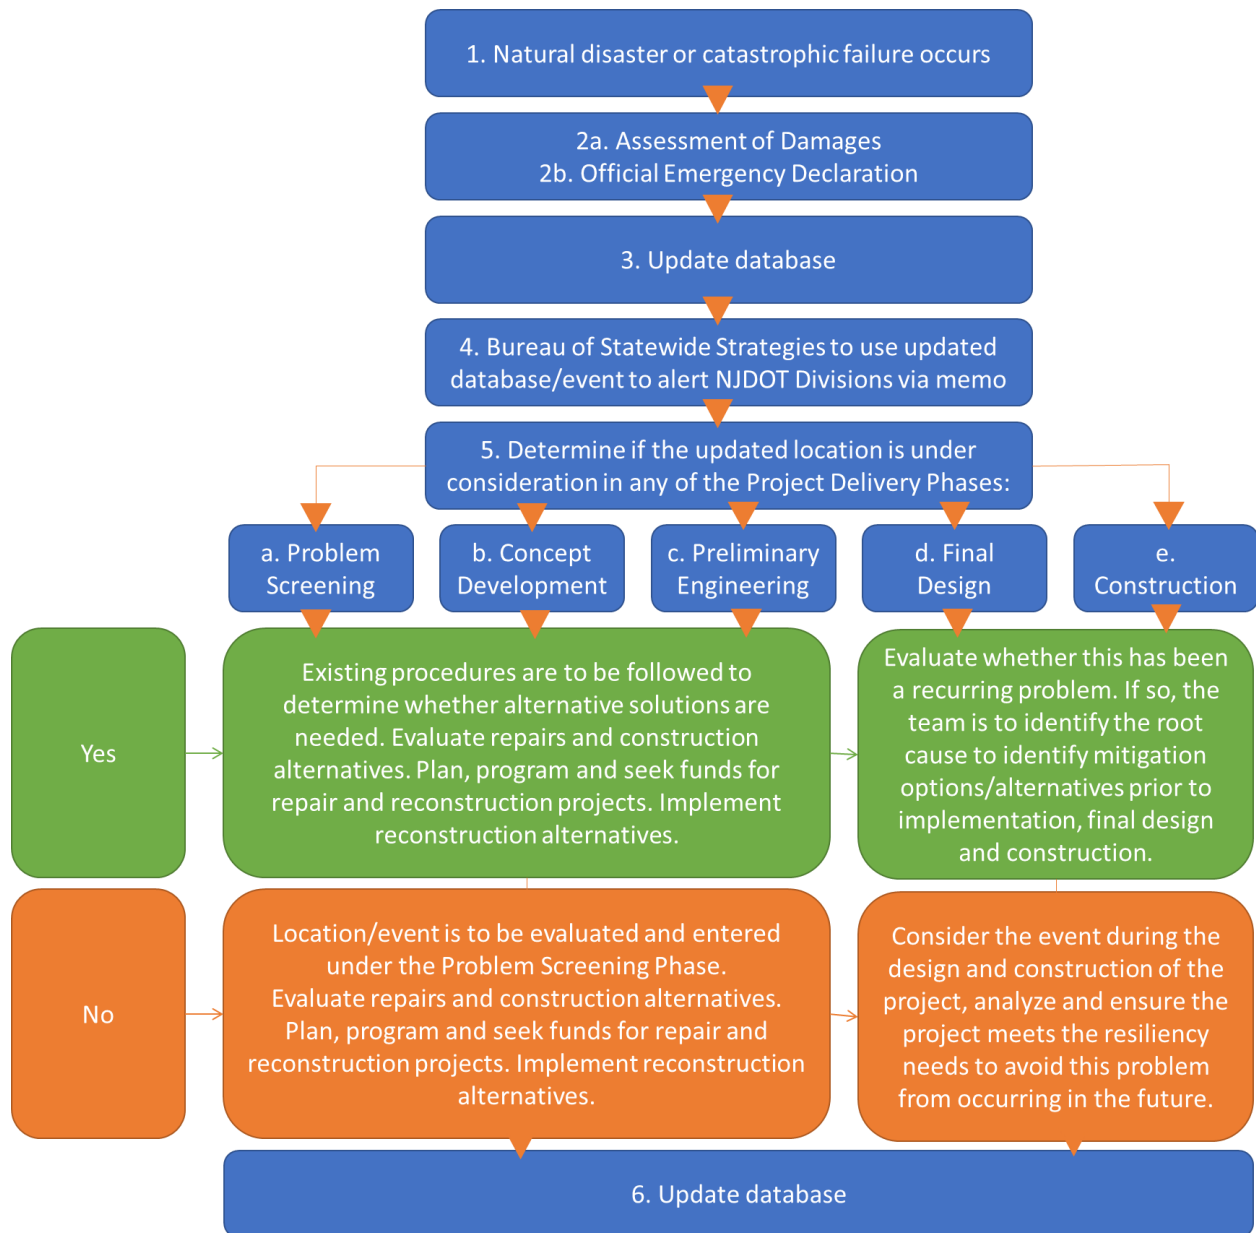 1. Natural disaster or catastrophic failure occurs
2a. Assessment of Damages
2b. Official Emergency Declaration
3. Update database
4. Bureau of Statewide Strategies to use updated
database/event to alert NJDOT Divisions via memo
5. Determine if the updated location is under
consideration in any of the Project Delivery Phases:
a. Problem
Screening
b. Concept
Development
c. Preliminary
Engineering
d. Final
Design
e.
Construction
Yes
Existing procedures are to be followed to
determine whether alternative solutions are
needed. Evaluate repairs and construction
alternatives. Plan, program and seek funds for
repair and reconstruction projects. Implement
reconstruction alternatives.
Evaluate whether this has been
a recurring problem. If so, the
team is to identify the root
cause to identify mitigation
options/alternatives prior to
implementation, final design
and construction.
No
Location/event is to be evaluated and entered
under the Problem Screening Phase.
Evaluate repairs and construction alternatives.
Plan, program and seek funds for repair and
reconstruction projects. Implement reconstruction
alternatives.
Consider the event during the
design and construction of the
project, analyze and ensure the
project meets the resiliency
needs to avoid this problem
from occurring in the future.
6. Update database